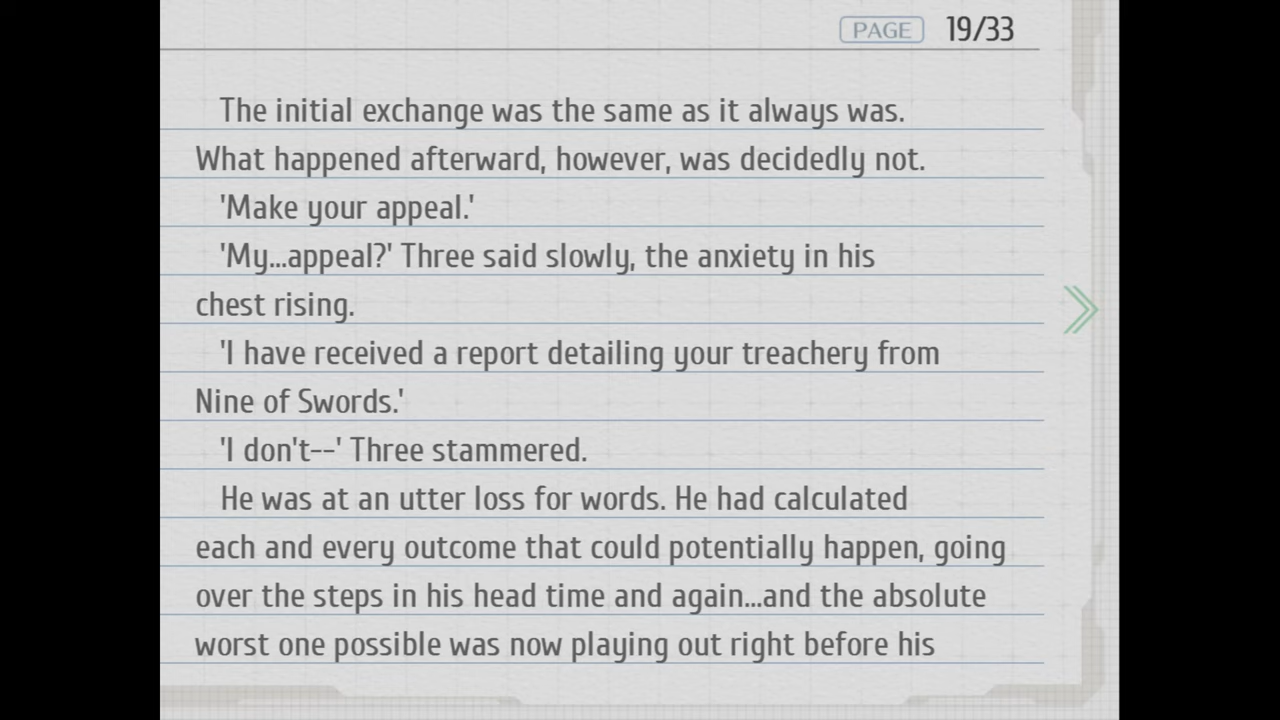 PAGE 19/33
The initial exchange was the same as it always was.
What happened afterward, however, was decidedly not.
'Make your appeal.'
'My...appeal?' Three said slowly, the anxiety in his
chest rising.
'I have received a report detailing your treachery from
Nine of Swords.'
'I don't--' Three stammered.
He was at an utter loss for words. He had calculated
each and every outcome that could potentially happen, going
over the steps in his head time and again...and the absolute
worst one possible was now playing out right before his